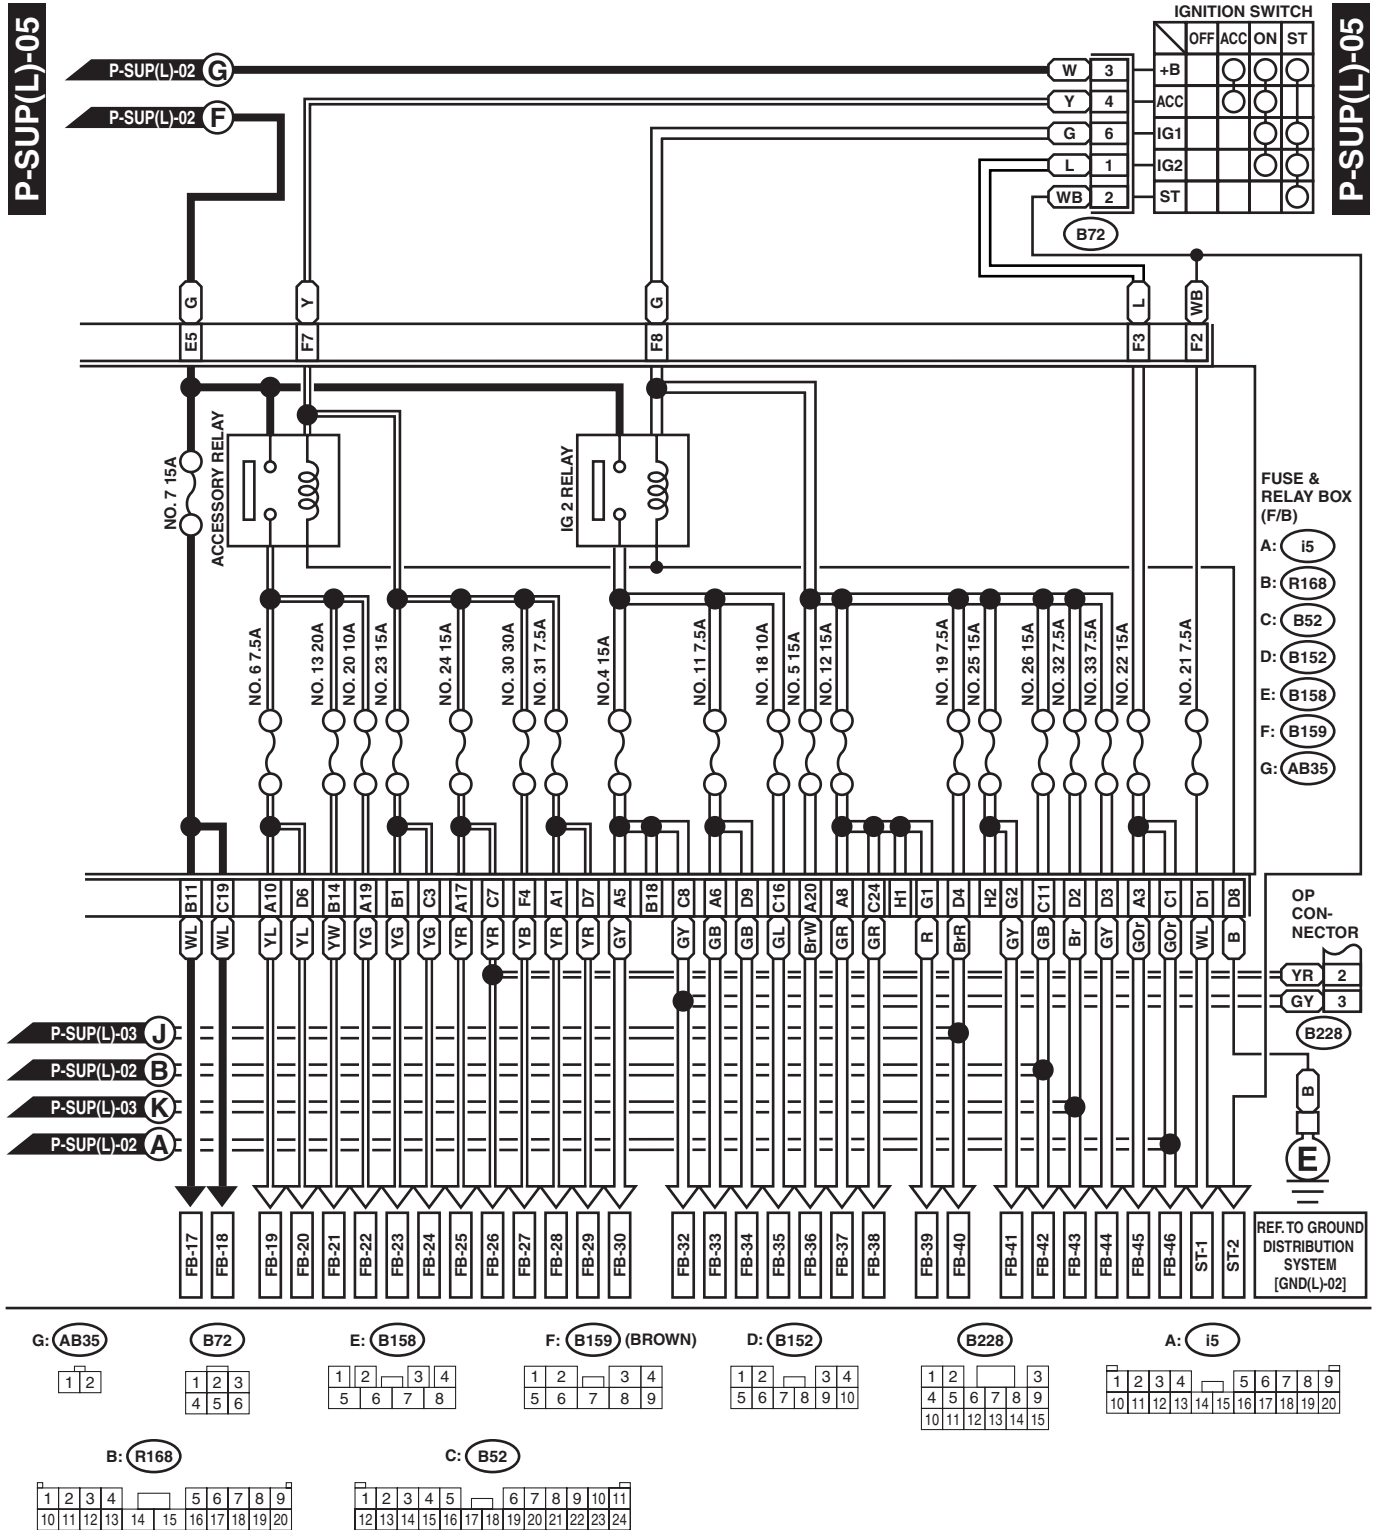 P-SUP(L)-05
P-SUP(L)-05
IGNITION SWITCH
OFF ACC ON ST
P-SUP(L)-02 G
W 3 +B
Y 4 ACC
P-SUP(L)-02 F
G 6 IG1
L 1 IG2
WB 2 ST
B72
G Y G L WB
E5 F7 F8 F3 F2
NO. 7 15A
ACCESSORY RELAY
IG 2 RELAY
FUSE &
RELAY BOX
(F/B)
A: i5
B: R168
C: B52
D: B152
E: B158
F: B159
G: AB35
NO. 6 7.5A
NO. 13 20A
NO. 20 10A
NO. 23 15A
NO. 24 15A
NO. 30 30A
NO. 31 7.5A
NO.4 15A
NO. 11 7.5A
NO. 18 10A
NO. 5 15A
NO. 12 15A
NO. 19 7.5A
NO. 25 15A
NO. 26 15A
NO. 32 7.5A
NO. 33 7.5A
NO. 22 15A
NO. 21 7.5A
B11 C19 A10 D6 B14 A19 B1 C3 A17 C7 F4 A1 D7 A5 B18 C8 A6 D9 C16 A20 A8 C24 H1 G1 D4 H2 G2 C11 D2 D3 A3 C1 D1 D8
WL WL YL YL YW YG YG YG YR YR YB YR YR GY GY GB GB GL BrW GR GR R BrR GY GB Br GY GOr GOr WL B
OP
CON-
NECTOR
YR 2
GY 3
B228
P-SUP(L)-03 J
P-SUP(L)-02 B
P-SUP(L)-03 K
P-SUP(L)-02 A
B
E
FB-17 FB-18 FB-19 FB-20 FB-21 FB-22 FB-23 FB-24 FB-25 FB-26 FB-27 FB-28 FB-29 FB-30 FB-32 FB-33 FB-34 FB-35 FB-36 FB-37 FB-38 FB-39 FB-40 FB-41 FB-42 FB-43 FB-44 FB-45 FB-46 ST-1 ST-2
REF. TO GROUND
DISTRIBUTION
SYSTEM
[GND(L)-02]
G: AB35
1 2
B72
1 2 3
4 5 6
E: B158
1 2 3 4
5 6 7 8
F: B159 (BROWN)
1 2 3 4
5 6 7 8 9
D: B152
1 2 3 4
5 6 7 8 9 10
B228
1 2 3
4 5 6 7 8 9
10 11 12 13 14 15
A: i5
1 2 3 4 5 6 7 8 9
10 11 12 13 14 15 16 17 18 19 20
B: R168
1 2 3 4 5 6 7 8 9
10 11 12 13 14 15 16 17 18 19 20
C: B52
1 2 3 4 5 6 7 8 9 10 11
12 13 14 15 16 17 18 19 20 21 22 23 24